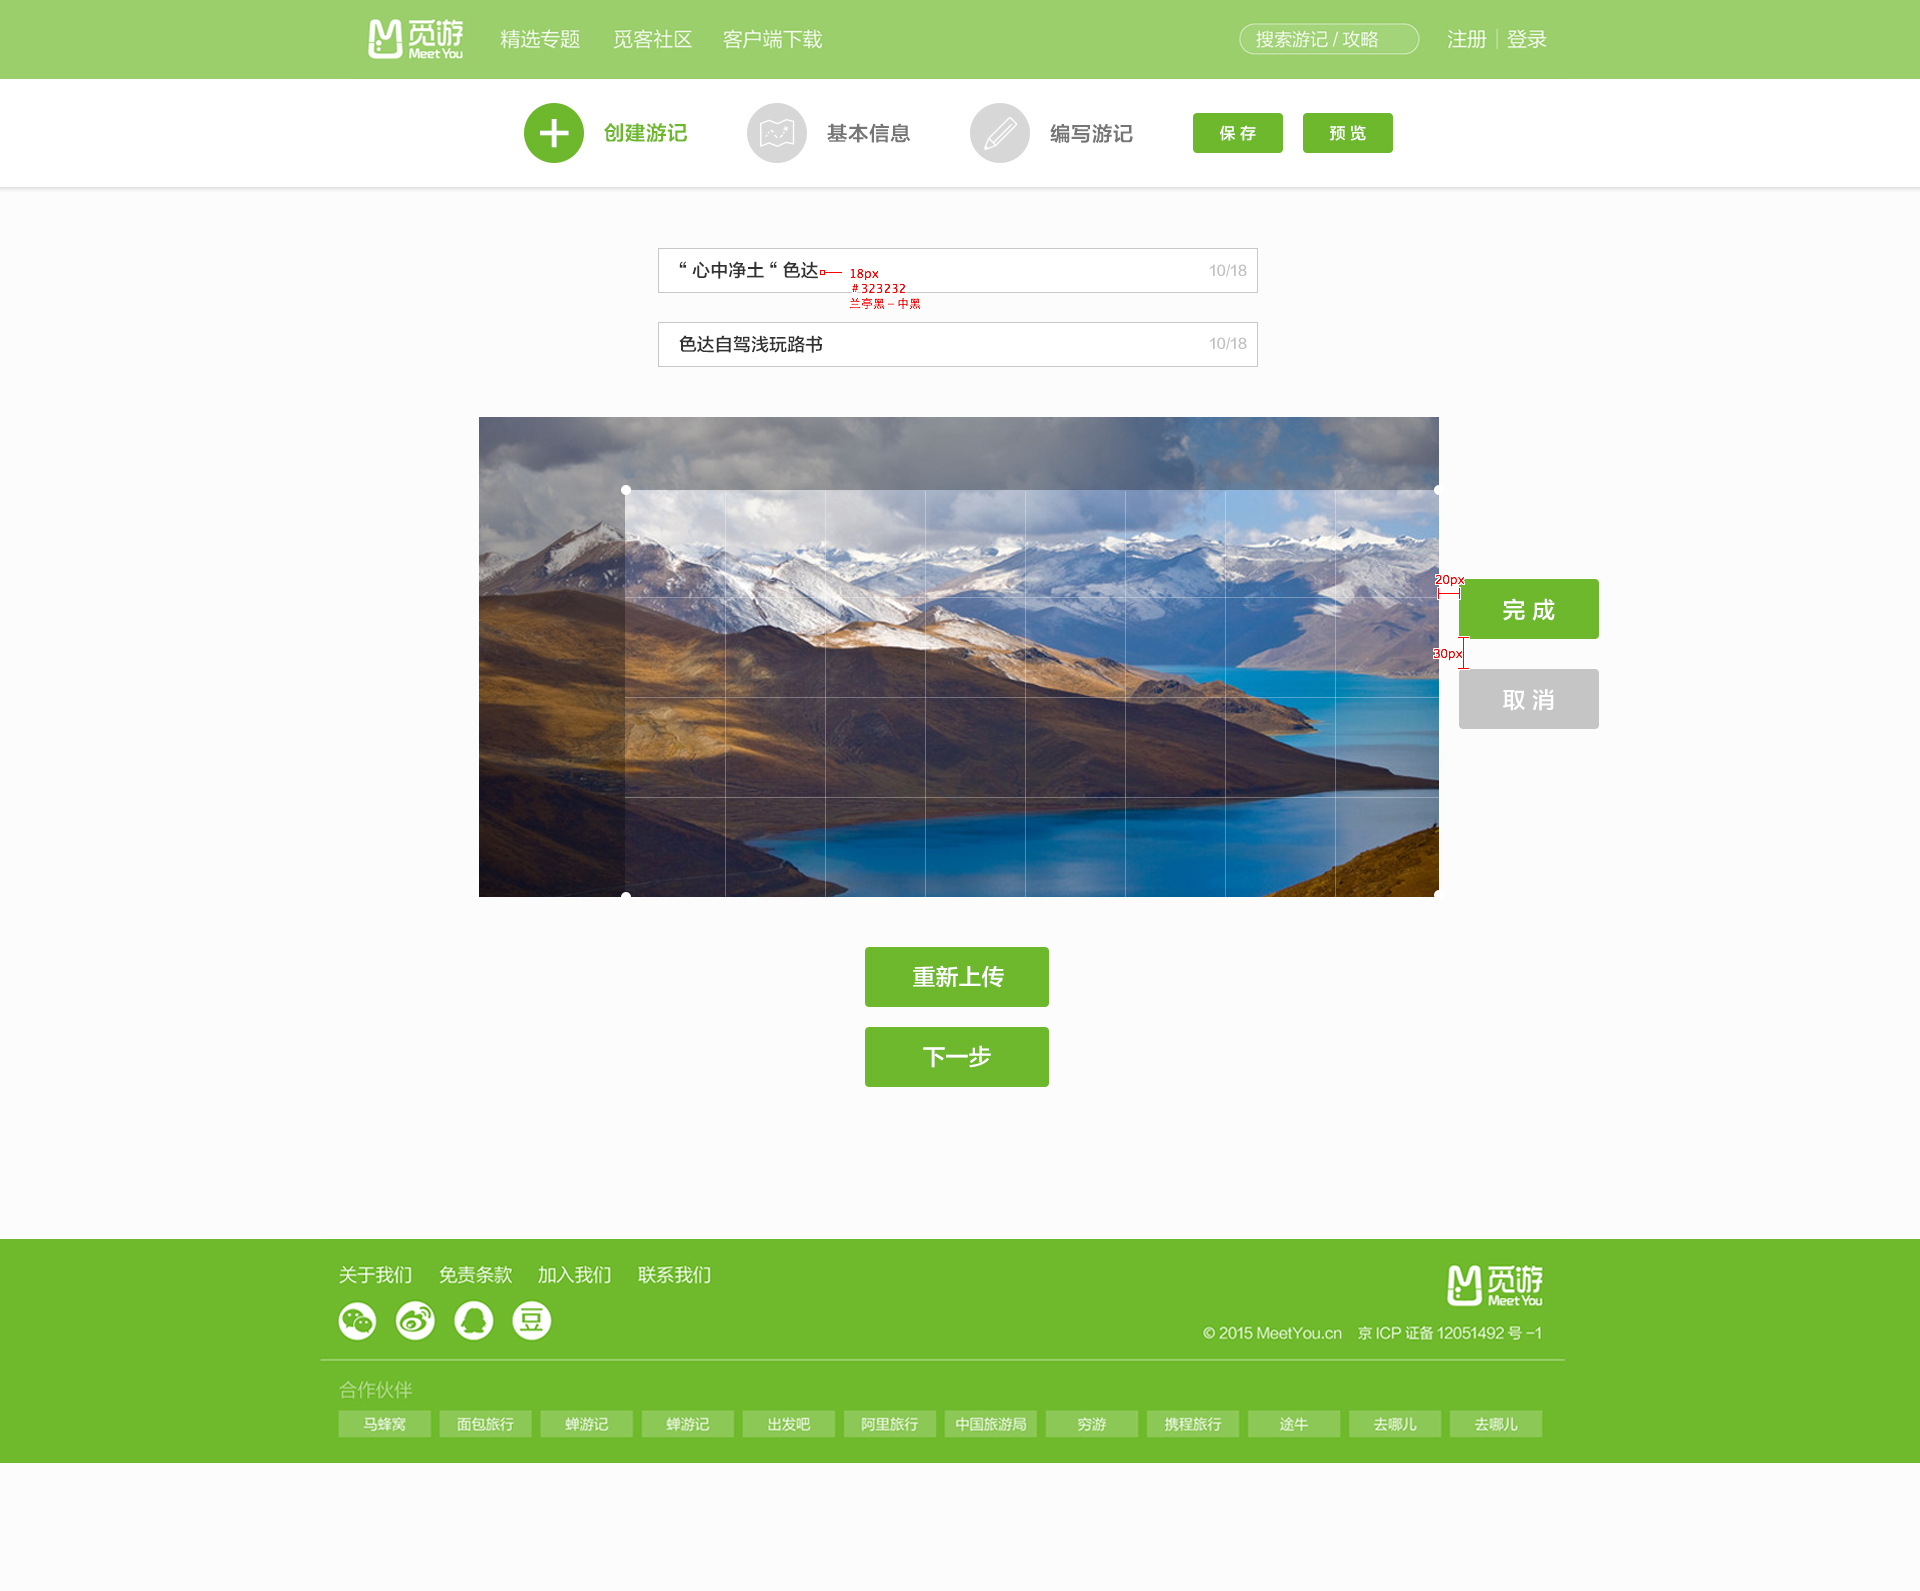 觅游 Meet You 精选专题 觅客社区 客户端下载 搜索游记 / 攻略 注册 | 登录
创建游记 基本信息 编写游记 保 存 预 览
“ 心中净土 “ 色达 10/18
18px
# 323232
兰亭黑 – 中黑
色达自驾浅玩路书 10/18
20px
完 成
30px
取 消
重新上传
下一步
关于我们 免责条款 加入我们 联系我们
觅游 Meet You
豆
© 2015 MeetYou.cn 京 ICP 证备 12051492 号 –1
合作伙伴
马蜂窝 面包旅行 蝉游记 蝉游记 出发吧 阿里旅行 中国旅游局 穷游 携程旅行 途牛 去哪儿 去哪儿